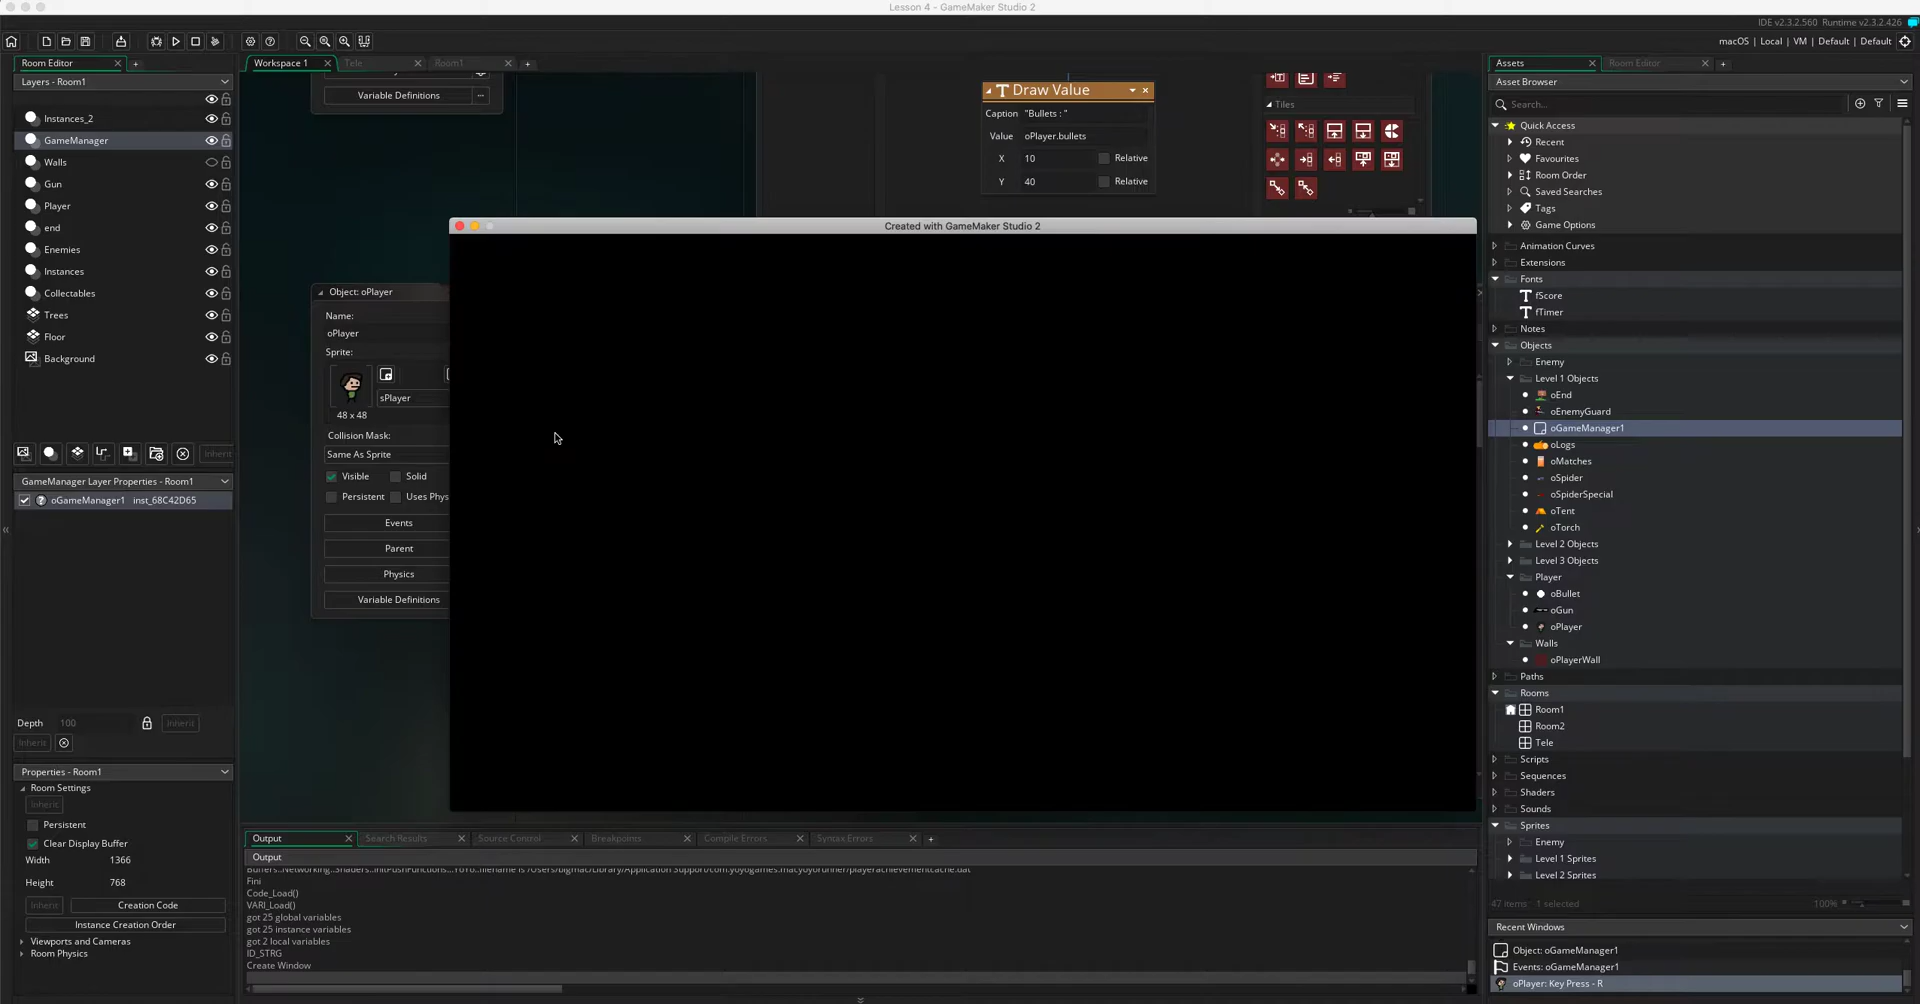 Lesson 4 - GameMaker Studio 2
IDE v2.3.2.560 Runtime v2.3.2.426
macOS | Local | VM | Default | Default
Room Editor
Workspace 1
Tele
Room1
Assets
Room Editor
Layers - Room1
Instances_2
GameManager
Walls
Gun
Player
end
Enemies
Instances
Collectables
Trees
Floor
Background
Inherit
GameManager Layer Properties - Room1
oGameManager1 inst_68C42D65
Depth 100
Inherit
Inherit
Properties - Room1
Room Settings
Inherit
Persistent
Clear Display Buffer
Width 1366
Height 768
Inherit
Creation Code
Instance Creation Order
Viewports and Cameras
Room Physics
Variable Definitions
Draw Value
Caption "Bullets : "
Value oPlayer.bullets
X 10 Relative
Y 40 Relative
Tiles
Created with GameMaker Studio 2
Object: oPlayer
Name:
oPlayer
Sprite:
sPlayer
48 x 48
Collision Mask:
Same As Sprite
Visible Solid
Persistent Uses Phys
Events
Parent
Physics
Variable Definitions
Output
Search Results
Source Control
Breakpoints
Compile Errors
Syntax Errors
Output
Fini
Code_Load()
VARI_Load()
got 25 global variables
got 25 instance variables
got 2 local variables
ID_STRG
Create Window
Asset Browser
Search...
Quick Access
Recent
Favourites
Room Order
Saved Searches
Tags
Game Options
Animation Curves
Extensions
Fonts
fScore
fTimer
Notes
Objects
Enemy
Level 1 Objects
oEnd
oEnemyGuard
oGameManager1
oLogs
oMatches
oSpider
oSpiderSpecial
oTent
oTorch
Level 2 Objects
Level 3 Objects
Player
oBullet
oGun
oPlayer
Walls
oPlayerWall
Paths
Rooms
Room1
Room2
Tele
Scripts
Sequences
Shaders
Sounds
Sprites
Enemy
Level 1 Sprites
Level 2 Sprites
47 items 1 selected
100%
Recent Windows
Object: oGameManager1
Events: oGameManager1
oPlayer: Key Press - R